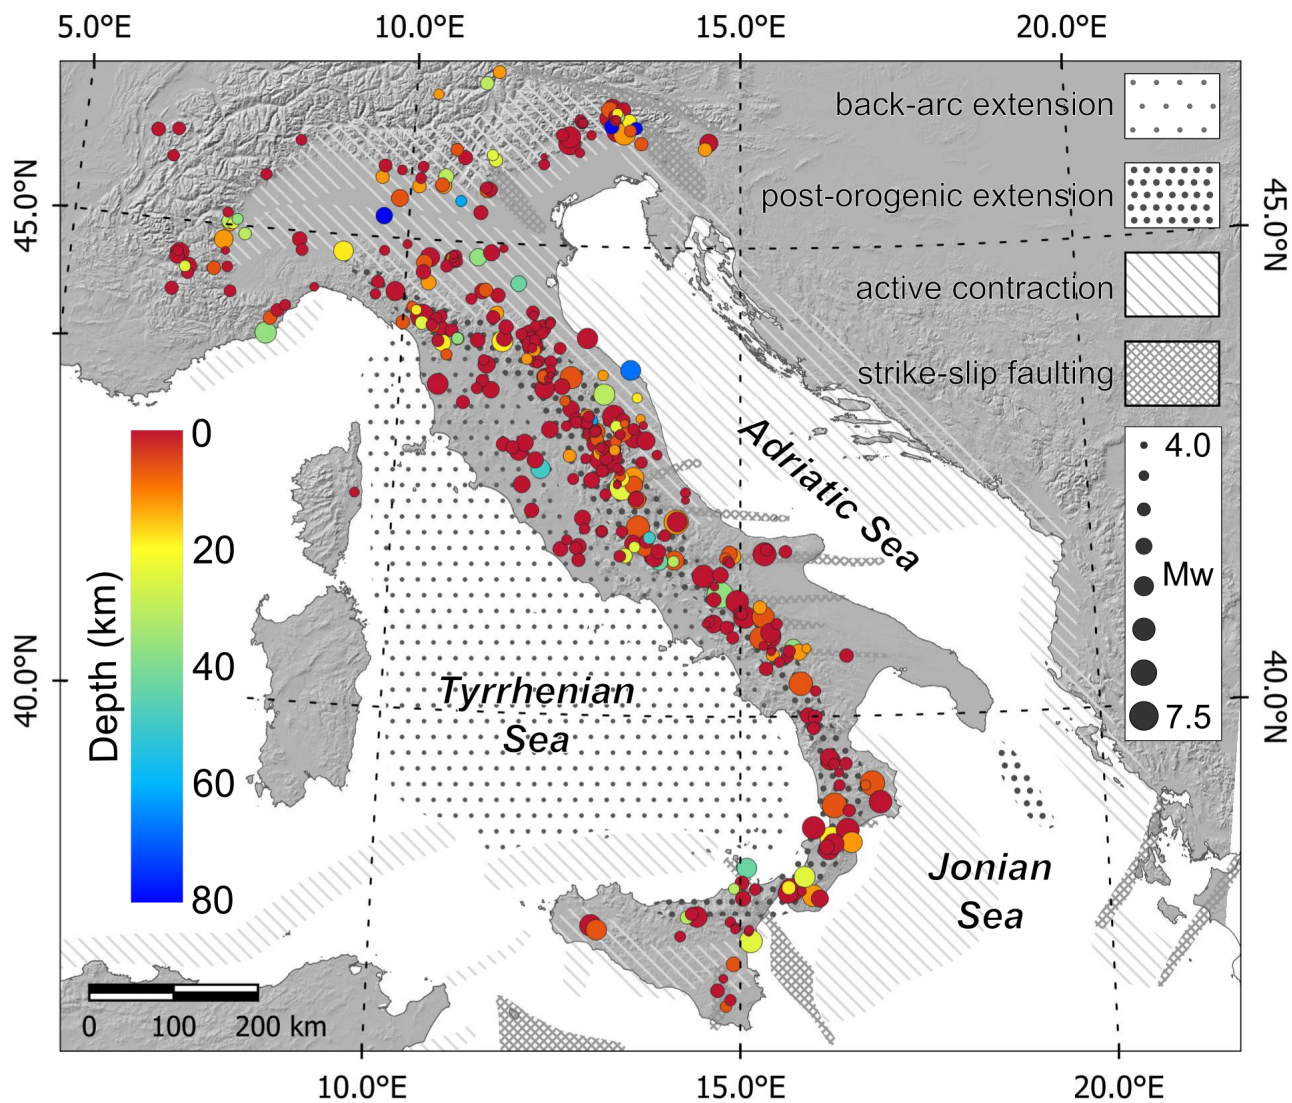 5.0°E
10.0°E
15.0°E
20.0°E
back-arc extension
post-orogenic extension
active contraction
strike-slip faulting
45.0°N
45.0°N
4.0
Mw
7.5
0
20
40
60
80
Depth (km)
Adriatic Sea
Tyrrhenian
Sea
40.0°N
40.0°N
Jonian
Sea
0 100 200 km
10.0°E
15.0°E
20.0°E